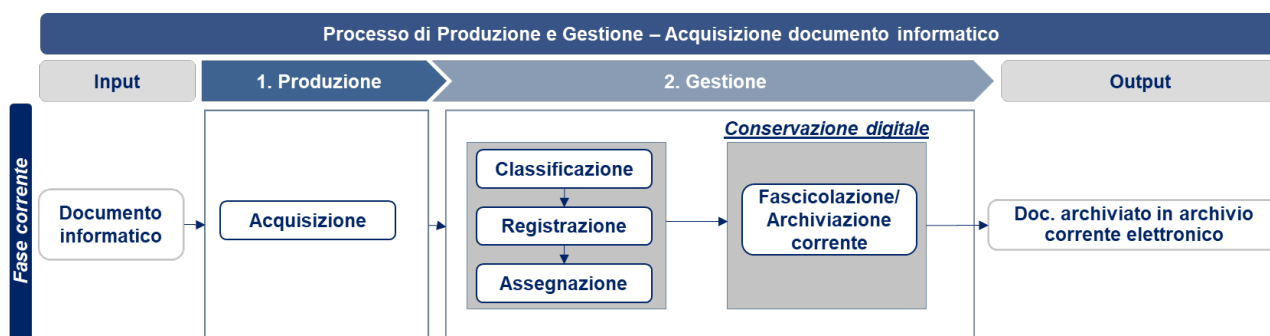 Processo di Produzione e Gestione – Acquisizione documento informatico
Input
1. Produzione
2. Gestione
Output
Fase corrente
Documento
informatico
Acquisizione
Classificazione
Registrazione
Assegnazione
Conservazione digitale
Fascicolazione/
Archiviazione
corrente
Doc. archiviato in archivio
corrente elettronico